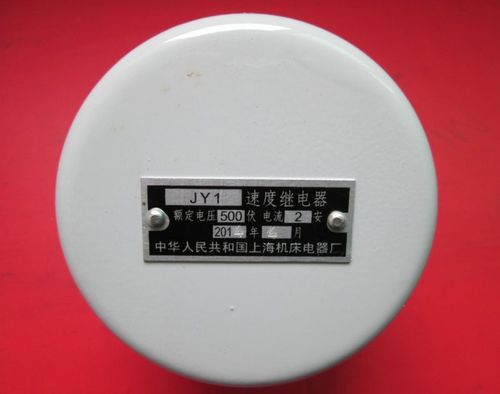 JY1 速度继电器
额定电压 500 伏 电流 2 安
201 年 月
中华人民共和国上海机床电器厂